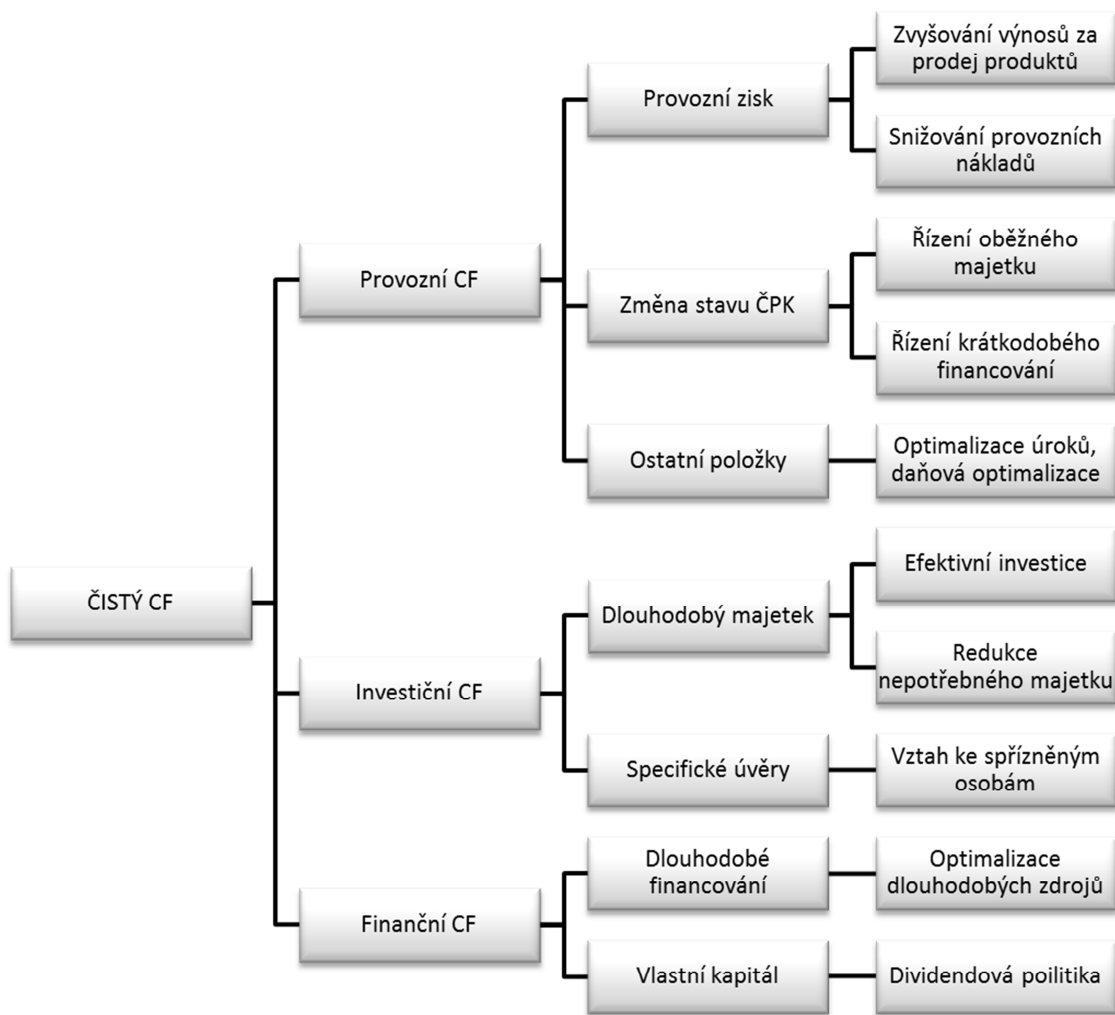 Zvyšování výnosů za
prodej produktů
Provozní zisk
Snižování provozních
nákladů
Řízení oběžného
majetku
Provozní CF
Změna stavu ČPK
Řízení krátkodobého
financování
Ostatní položky
Optimalizace úroků,
daňová optimalizace
Efektivní investice
ČISTÝ CF
Dlouhodobý majetek
Redukce
nepotřebného majetku
Investiční CF
Specifické úvěry
Vztah ke spřízněným
osobám
Dlouhodobé
financování
Optimalizace
dlouhodobých zdrojů
Finanční CF
Vlastní kapitál
Dividendová poilitika